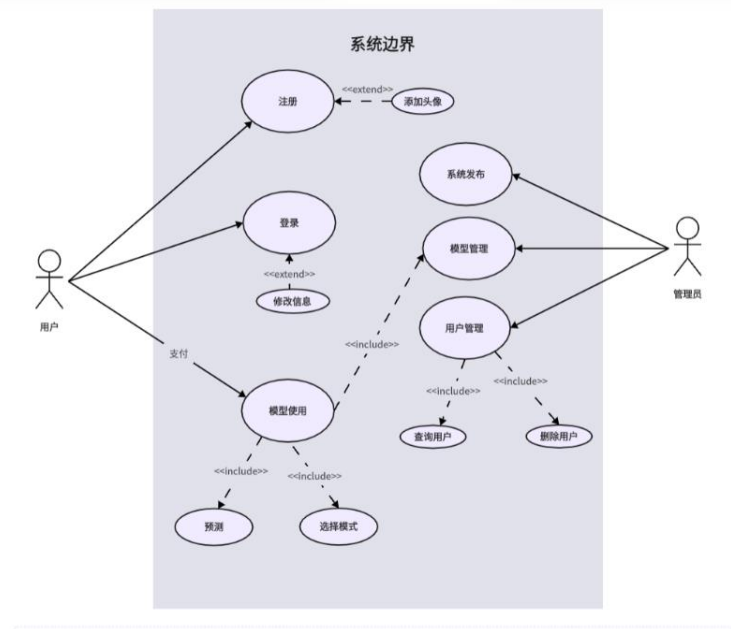 系统边界
注册
<<extend>>
添加头像
系统发布
登录
模型管理
<<extend>>
修改信息
用户
管理员
用户管理
<<include>>
支付
<<include>>
<<include>>
模型使用
查询用户
删除用户
<<include>>
<<include>>
预测
选择模式